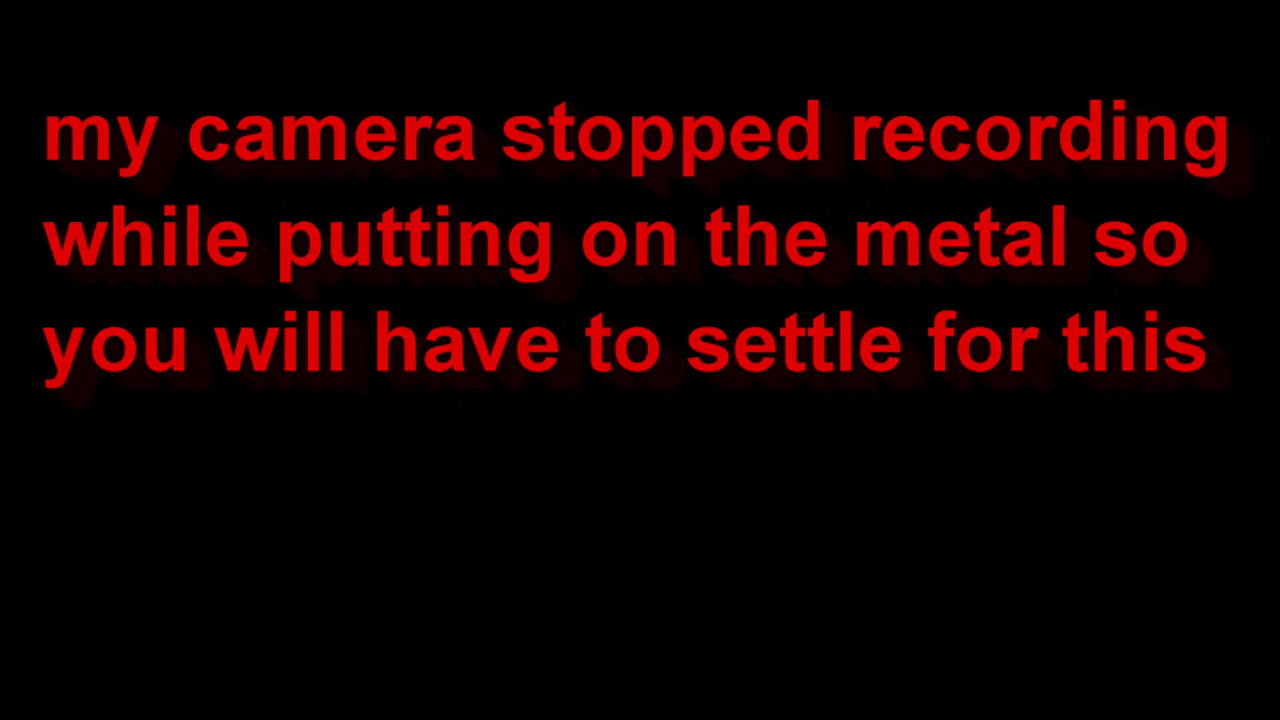 my camera stopped recording
while putting on the metal so
you will have to settle for this